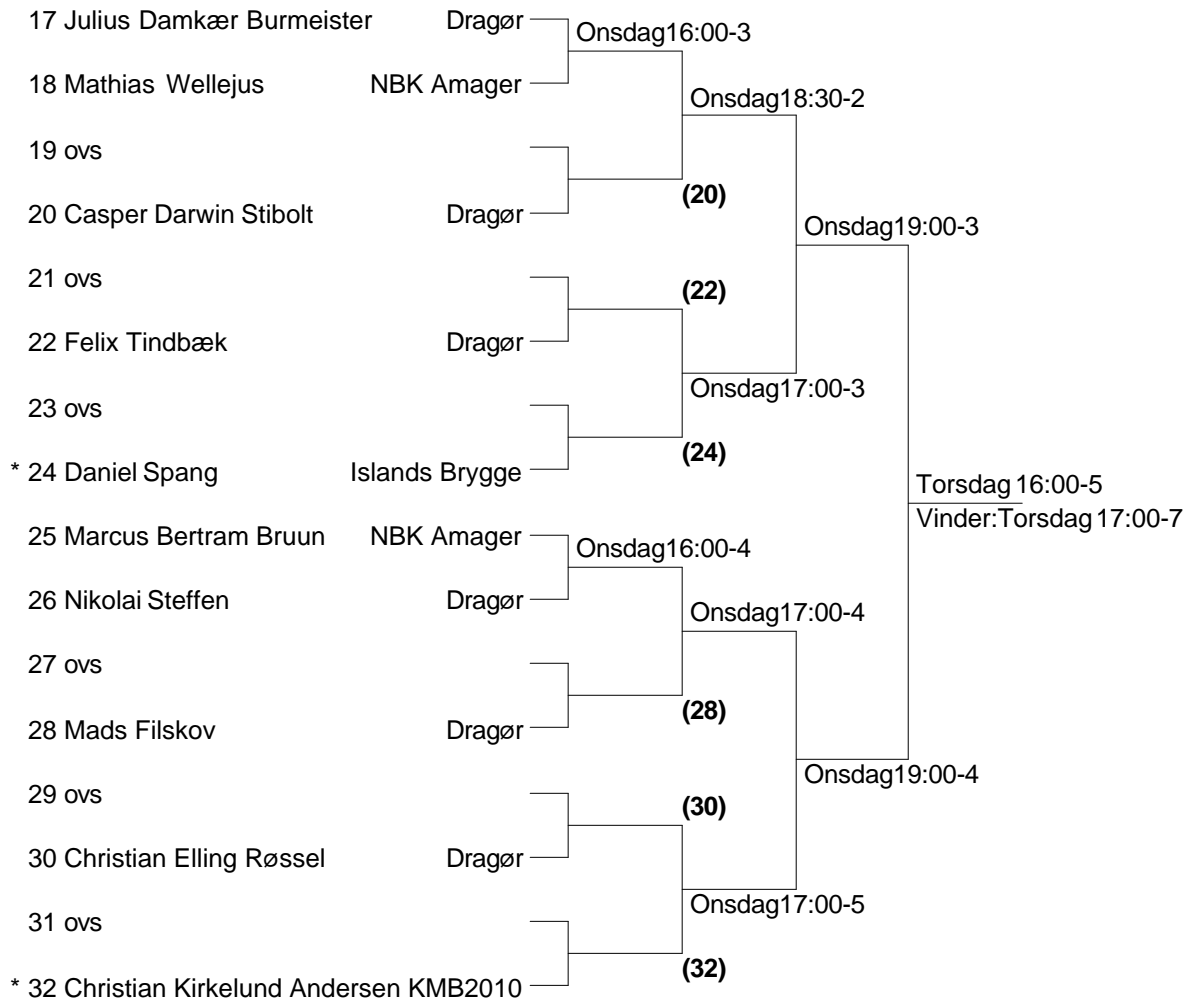 17 Julius Damkær Burmeister Dragør
Onsdag16:00-3
18 Mathias Wellejus NBK Amager
Onsdag18:30-2
19 ovs
(20)
20 Casper Darwin Stibolt Dragør
Onsdag19:00-3
21 ovs
(22)
22 Felix Tindbæk Dragør
Onsdag17:00-3
23 ovs
(24)
* 24 Daniel Spang Islands Brygge
Torsdag 16:00-5
Vinder:Torsdag 17:00-7
25 Marcus Bertram Bruun NBK Amager
Onsdag16:00-4
26 Nikolai Steffen Dragør
Onsdag17:00-4
27 ovs
(28)
28 Mads Filskov Dragør
Onsdag19:00-4
29 ovs
(30)
30 Christian Elling Røssel Dragør
Onsdag17:00-5
31 ovs
(32)
* 32 Christian Kirkelund Andersen KMB2010